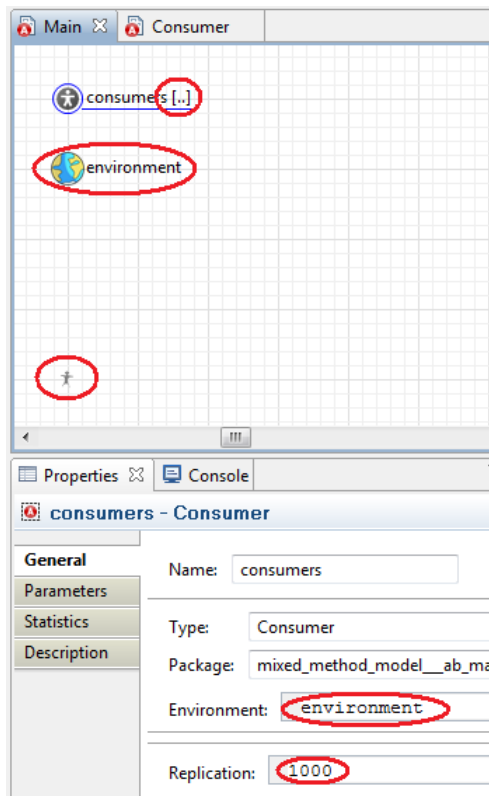 Main Consumer
consumers [..]
environment
Properties Console
consumers - Consumer
General
Parameters
Statistics
Description
Name: consumers
Type: Consumer
Package: mixed_method_model__ab_ma
Environment: environment
Replication: 1000